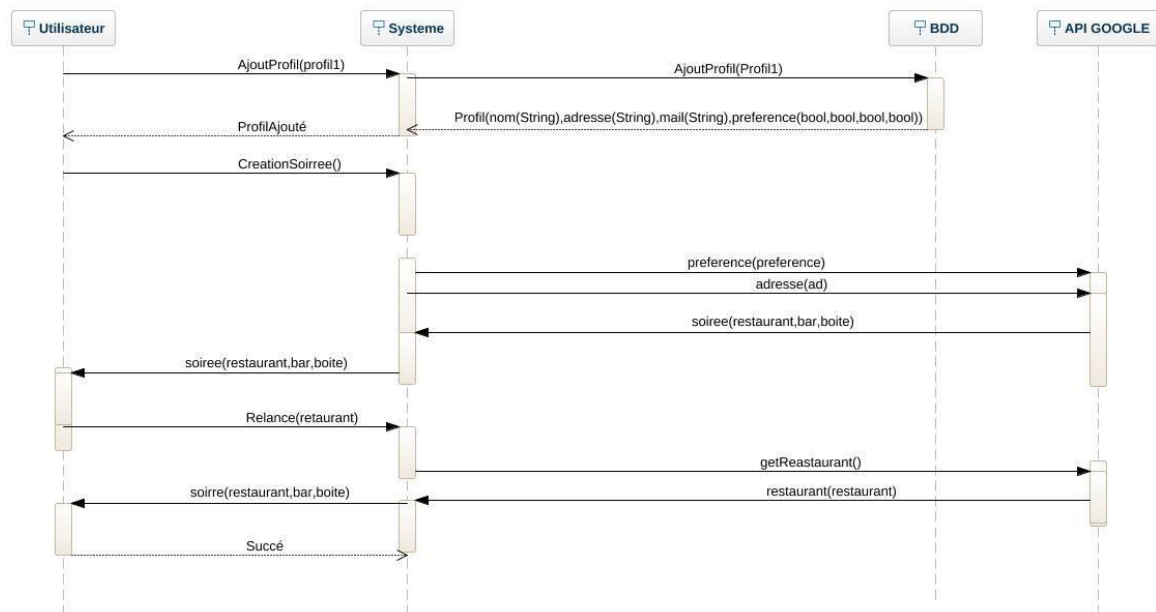 Utilisateur
Systeme
BDD
API GOOGLE
AjoutProfil(profil1)
AjoutProfil(Profil1)
Profil(nom(String),adresse(String),mail(String),preference(bool,bool,bool,bool))
ProfilAjouté
CreationSoirree()
preference(preference)
adresse(ad)
soiree(restaurant,bar,boite)
soiree(restaurant,bar,boite)
Relance(retaurant)
getReastaurant()
restaurant(restaurant)
soirre(restaurant,bar,boite)
Succé